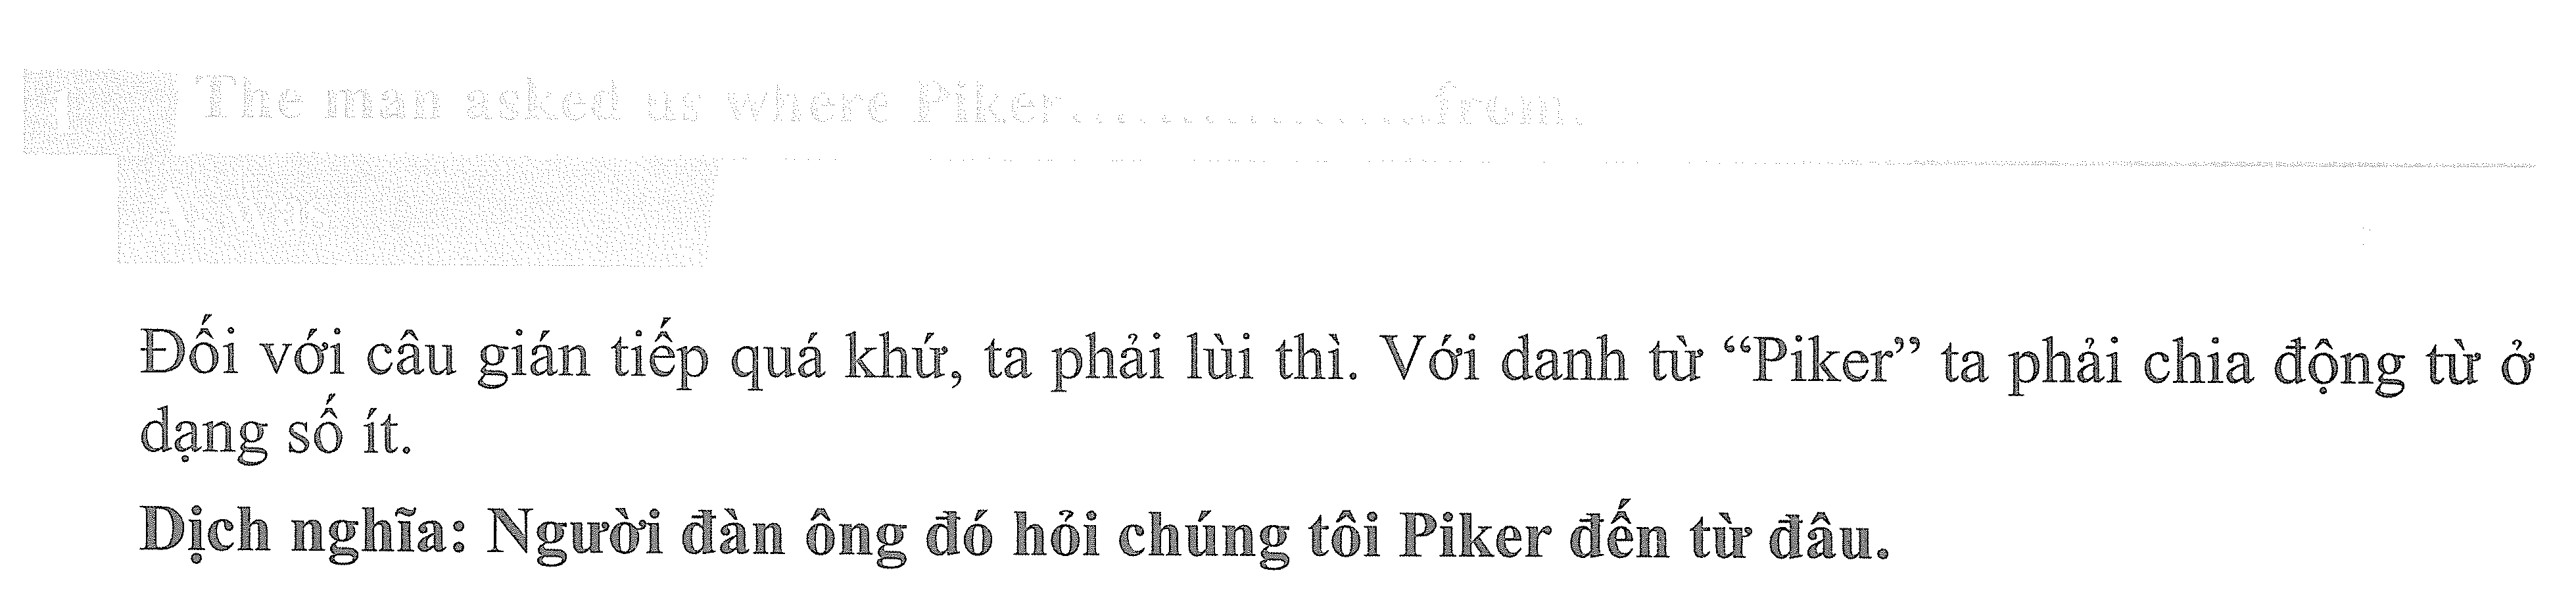 1 The man asked us where Piker..................from.
A. was
Đối với câu gián tiếp quá khứ, ta phải lùi thì. Với danh từ “Piker” ta phải chia động từ ở
dạng số ít.
Dịch nghĩa: Người đàn ông đó hỏi chúng tôi Piker đến từ đâu.